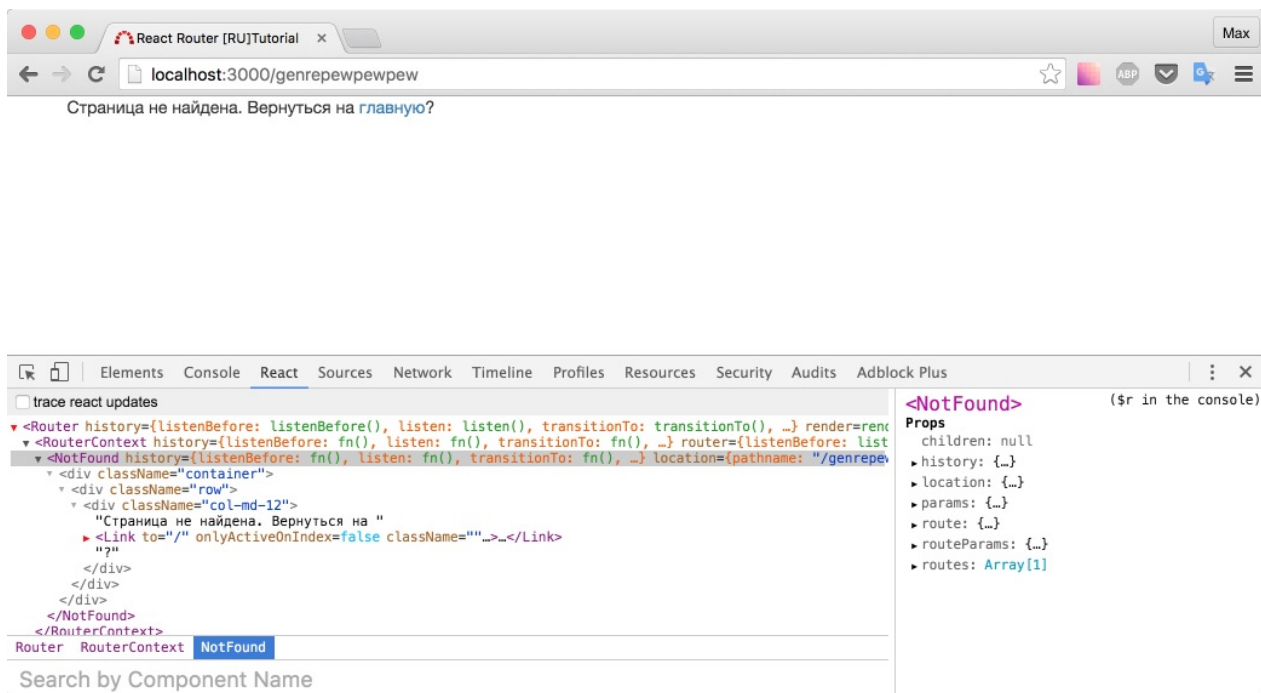 React Router [RU]Tutorial
Max
localhost:3000/genrepewpewpew
ABP
Страница не найдена. Вернуться на главную?
Elements Console React Sources Network Timeline Profiles Resources Security Audits Adblock Plus
trace react updates
<Router history={listenBefore: listenBefore(), listen: listen(), transitionTo: transitionTo(), …} render=rend
<RouterContext history={listenBefore: fn(), listen: fn(), transitionTo: fn(), …} router={listenBefore: list
<NotFound history={listenBefore: fn(), listen: fn(), transitionTo: fn(), …} location={pathname: "/genrepew
<div className="container">
<div className="row">
<div className="col-md-12">
"Страница не найдена. Вернуться на "
<Link to="/" onlyActiveOnIndex=false className=""…>…</Link>
"?"
</div>
</div>
</div>
</NotFound>
</RouterContext>
Router RouterContext NotFound
Search by Component Name
<NotFound> ($r in the console)
Props
children: null
history: {…}
location: {…}
params: {…}
route: {…}
routeParams: {…}
routes: Array[1]